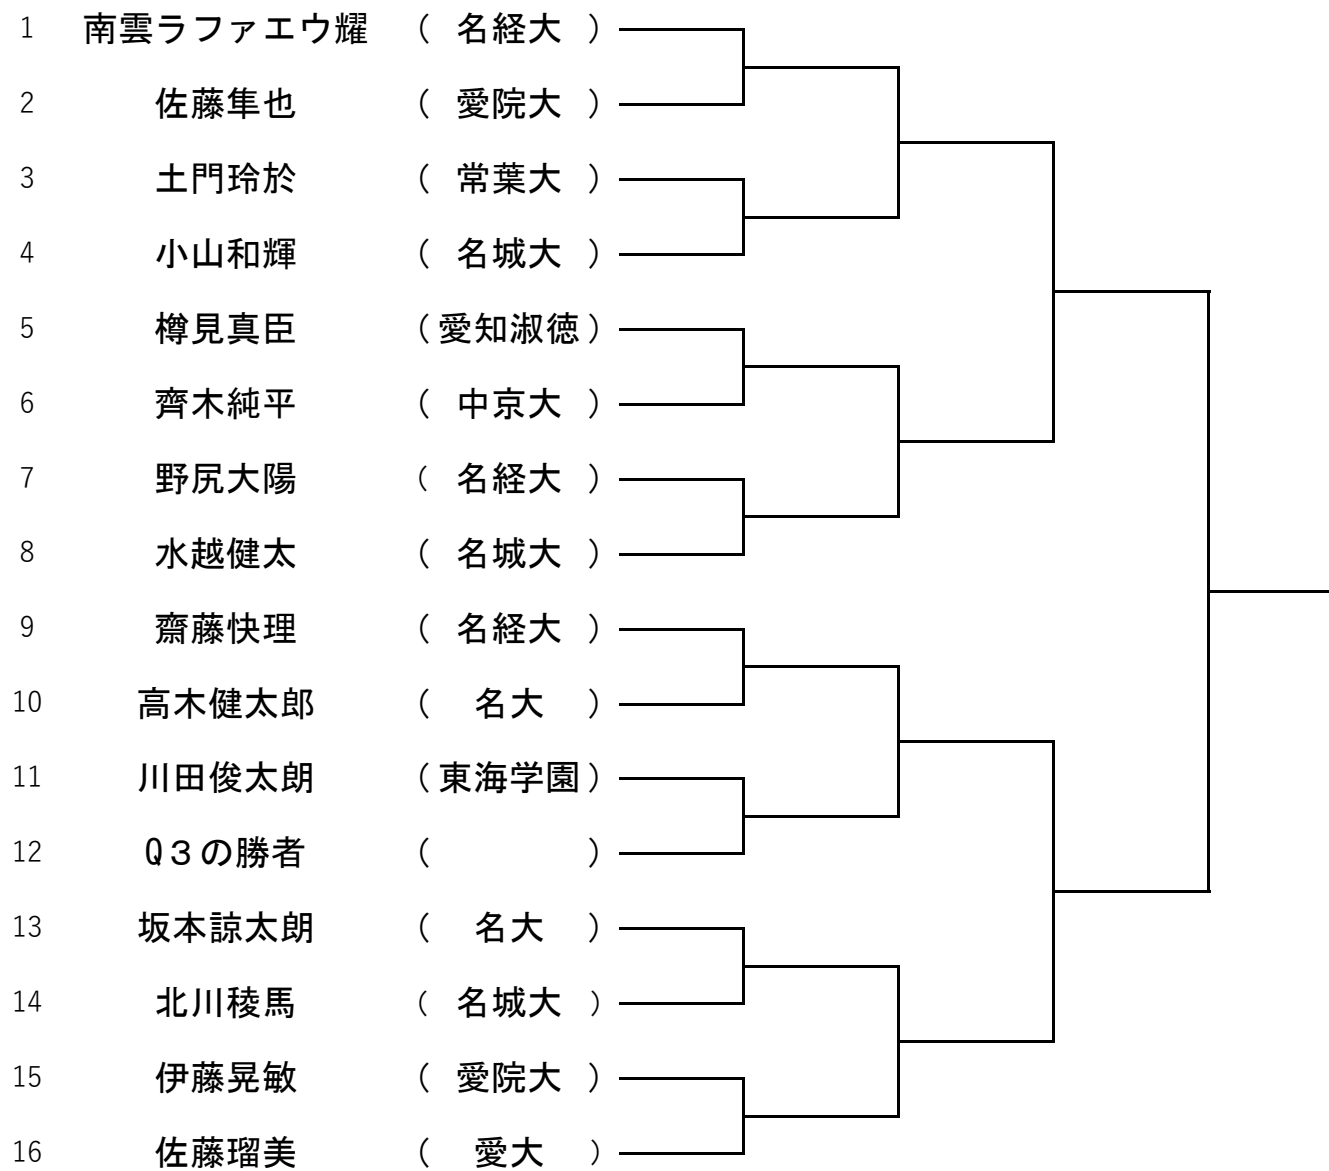 1 南雲ラファエウ耀 ( 名経大 )
2 佐藤隼也 ( 愛院大 )
3 土門玲於 ( 常葉大 )
4 小山和輝 ( 名城大 )
5 樽見真臣 (愛知淑徳)
6 齊木純平 ( 中京大 )
7 野尻大陽 ( 名経大 )
8 水越健太 ( 名城大 )
9 齋藤快理 ( 名経大 )
10 高木健太郎 ( 名大 )
11 川田俊太朗 (東海学園)
12 Q３の勝者 ( )
13 坂本諒太朗 ( 名大 )
14 北川稜馬 ( 名城大 )
15 伊藤晃敏 ( 愛院大 )
16 佐藤瑠美 ( 愛大 )